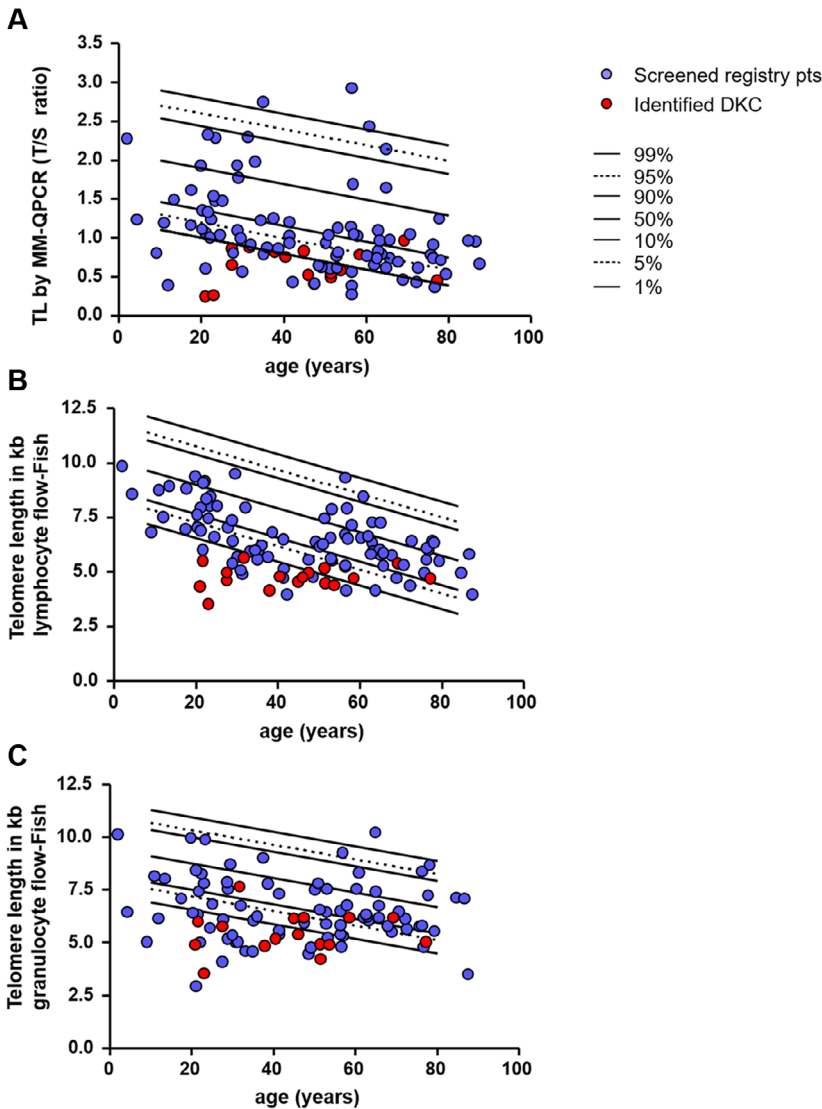 A
TL by MM-QPCR (T/S ratio)
3.5
3.0
2.5
2.0
1.5
1.0
0.5
0.0
0 20 40 60 80 100
age (years)
Screened registry pts
Identified DKC
99%
95%
90%
50%
10%
5%
1%
B
Telomere length in kb
lymphocyte flow-Fish
12.5
10.0
7.5
5.0
2.5
0.0
0 20 40 60 80 100
age (years)
C
Telomere length in kb
granulocyte flow-Fish
12.5
10.0
7.5
5.0
2.5
0.0
0 20 40 60 80 100
age (years)